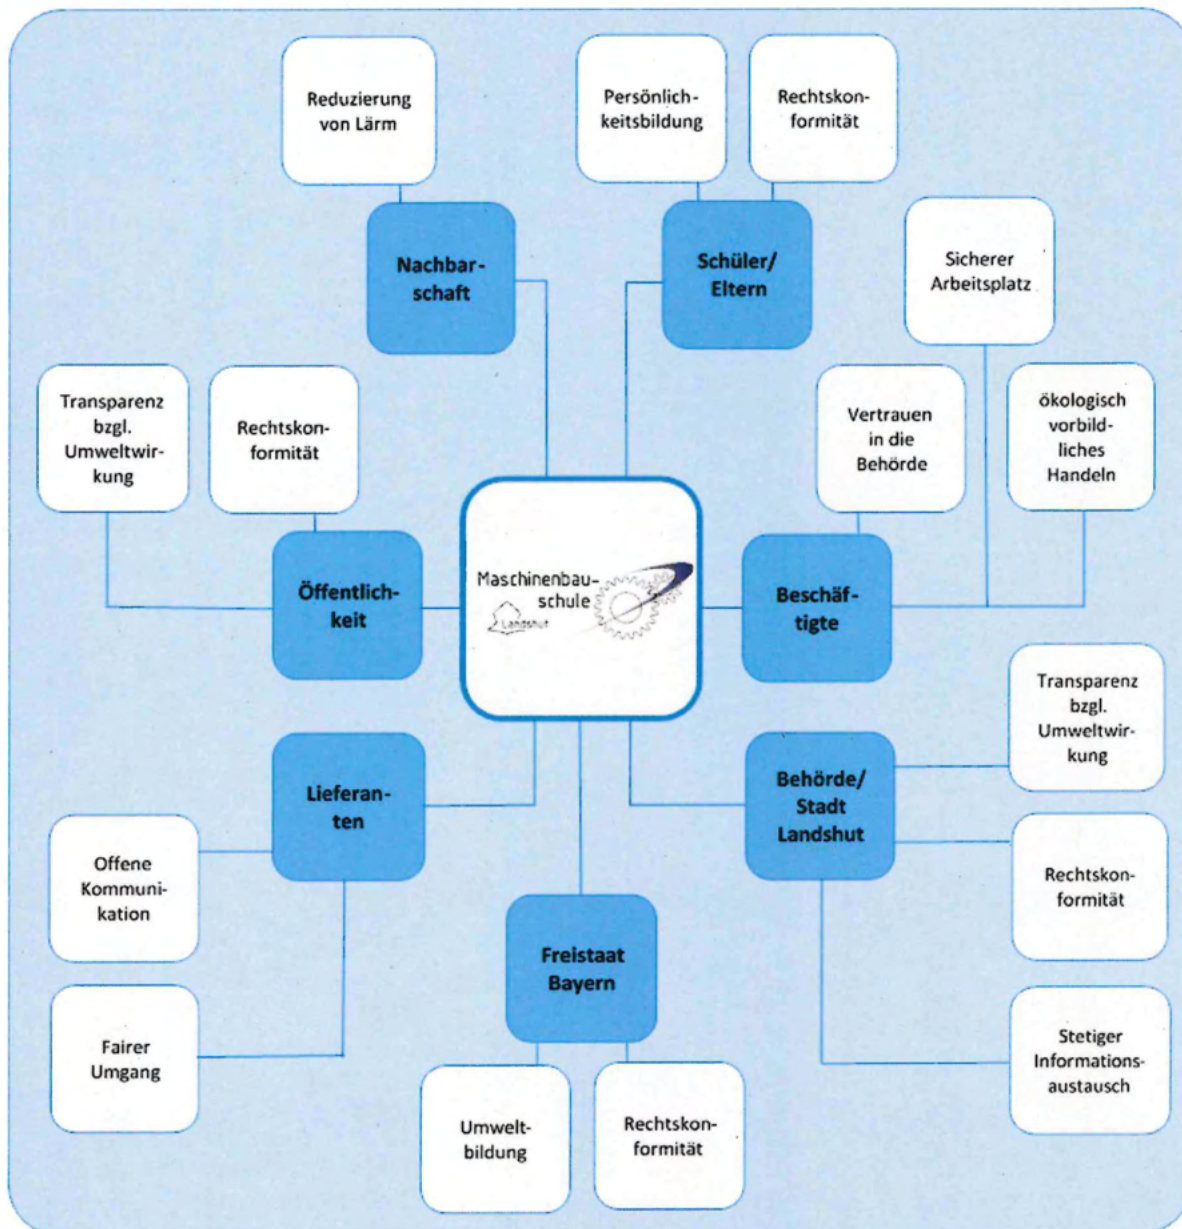 Reduzierung
von Lärm
Persönlich-
keitsbildung
Rechtskon-
formität
Nachbar-
schaft
Schüler/
Eltern
Sicherer
Arbeitsplatz
Transparenz
bzgl.
Umweltwir-
kung
Rechtskon-
formität
Vertrauen
in die
Behörde
ökologisch
vorbild-
liches
Handeln
Öffentlich-
keit
Maschinenbau-
schule
Landshut
Beschäf-
tigte
Transparenz
bzgl.
Umweltwir-
kung
Lieferan-
ten
Behörde/
Stadt
Landshut
Offene
Kommuni-
kation
Rechtskon-
formität
Freistaat
Bayern
Fairer
Umgang
Stetiger
Informations-
austausch
Umwelt-
bildung
Rechtskon-
formität